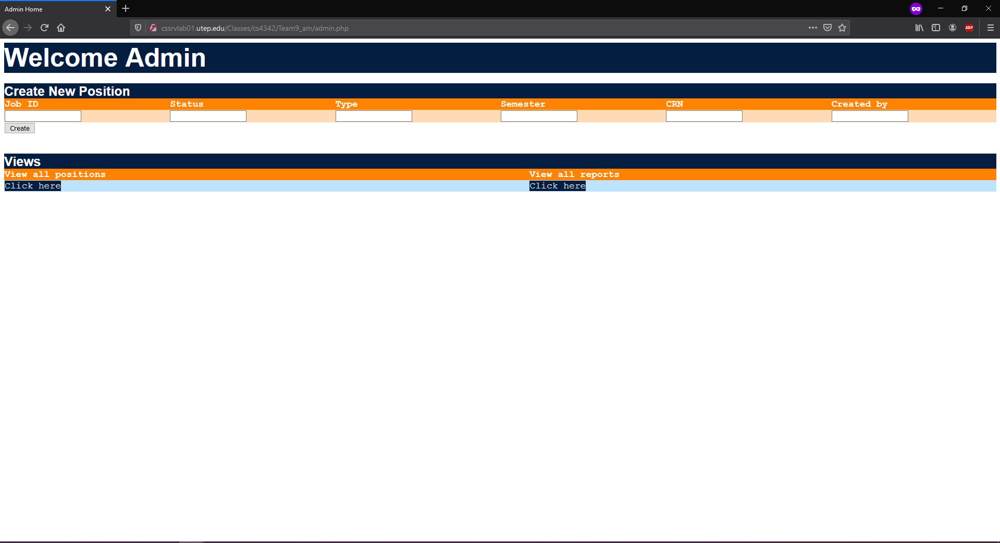 Admin Home
cssrvlab01.utep.edu/Classes/cs4342/Team9_am/admin.php
ABP
Welcome Admin
Create New Position
Job ID Status Type Semester CRN Created by
Create
Views
View all positions View all reports
Click here Click here